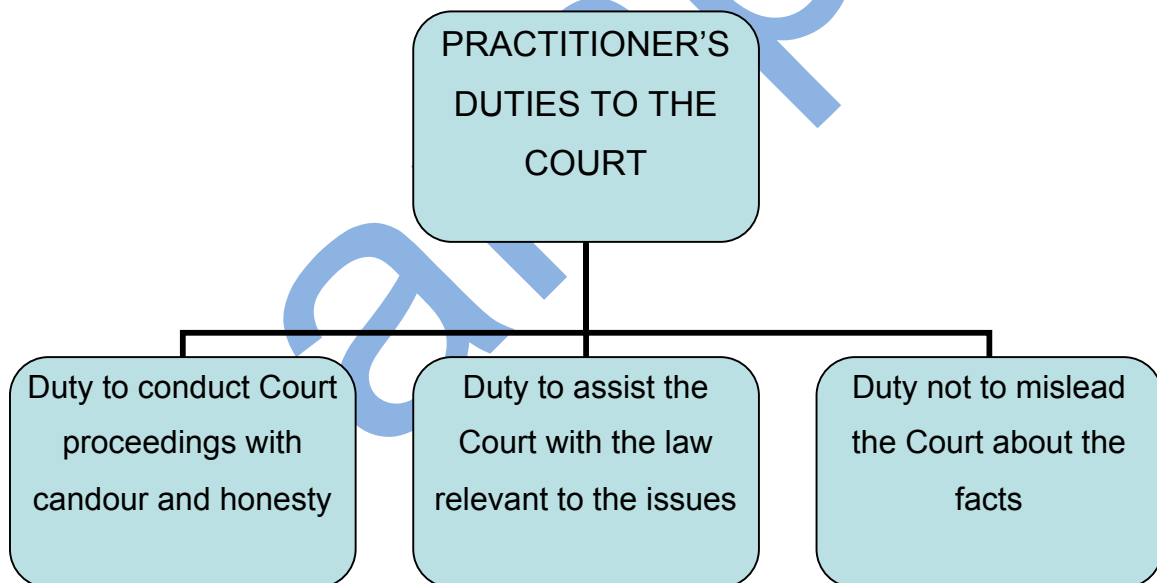 PRACTITIONER’S
DUTIES TO THE
COURT
Duty to conduct Court
proceedings with
candour and honesty
Duty to assist the
Court with the law
relevant to the issues
Duty not to mislead
the Court about the
facts